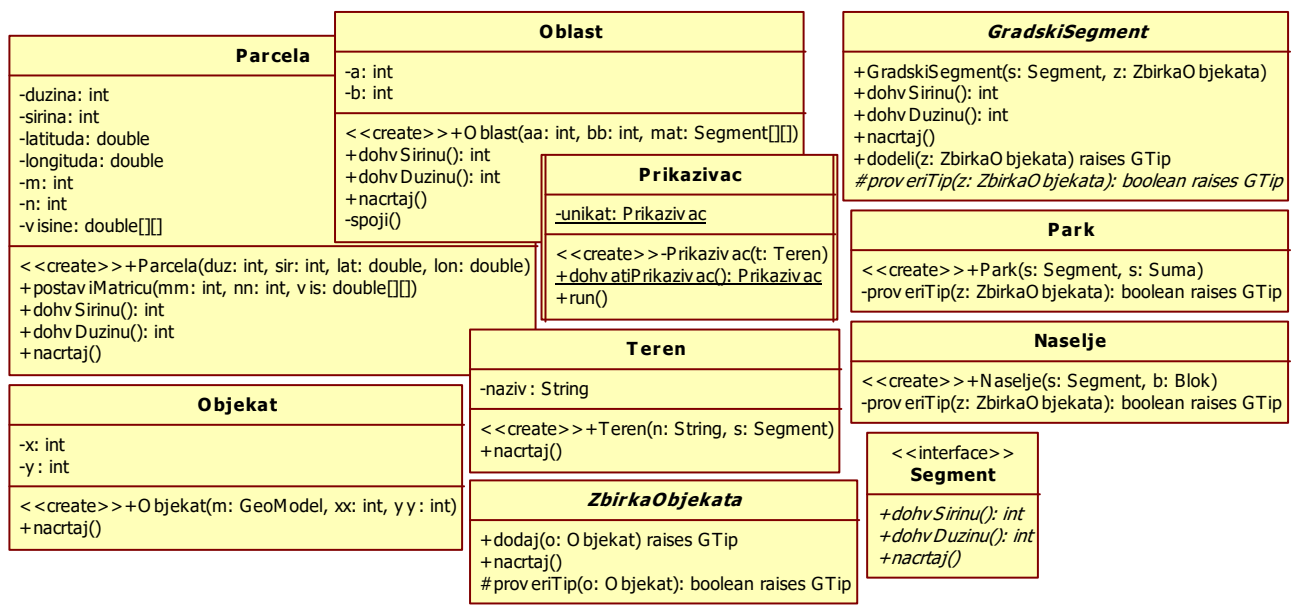 Parcela
-duzina: int
-sirina: int
-latituda: double
-longituda: double
-m: int
-n: int
-visine: double[][]
<<create>>+Parcela(duz: int, sir: int, lat: double, lon: double)
+postaviMatricu(mm: int, nn: int, vis: double[][])
+dohvSirinu(): int
+dohvDuzinu(): int
+nacrtaj()
Oblast
-a: int
-b: int
<<create>>+Oblast(aa: int, bb: int, mat: Segment[][])
+dohvSirinu(): int
+dohvDuzinu(): int
+nacrtaj()
-spoji()
Prikazivac
-unikat: Prikazivac
<<create>>-Prikazivac(t: Teren)
+dohvatiPrikazivac(): Prikazivac
+run()
GradskiSegment
+GradskiSegment(s: Segment, z: ZbirkaObjekata)
+dohvSirinu(): int
+dohvDuzinu(): int
+nacrtaj()
+dodeli(z: ZbirkaObjekata) raises GTip
#proveriTip(z: ZbirkaObjekata): boolean raises GTip
Park
<<create>>+Park(s: Segment, s: Suma)
-proveriTip(z: ZbirkaObjekata): boolean raises GTip
Naselje
<<create>>+Naselje(s: Segment, b: Blok)
-proveriTip(z: ZbirkaObjekata): boolean raises GTip
Teren
-naziv: String
<<create>>+Teren(n: String, s: Segment)
+nacrtaj()
Objekat
-x: int
-y: int
<<create>>+Objekat(m: GeoModel, xx: int, yy: int)
+nacrtaj()
ZbirkaObjekata
+dodaj(o: Objekat) raises GTip
+nacrtaj()
#proveriTip(o: Objekat): boolean raises GTip
<<interface>>
Segment
+dohvSirinu(): int
+dohvDuzinu(): int
+nacrtaj()